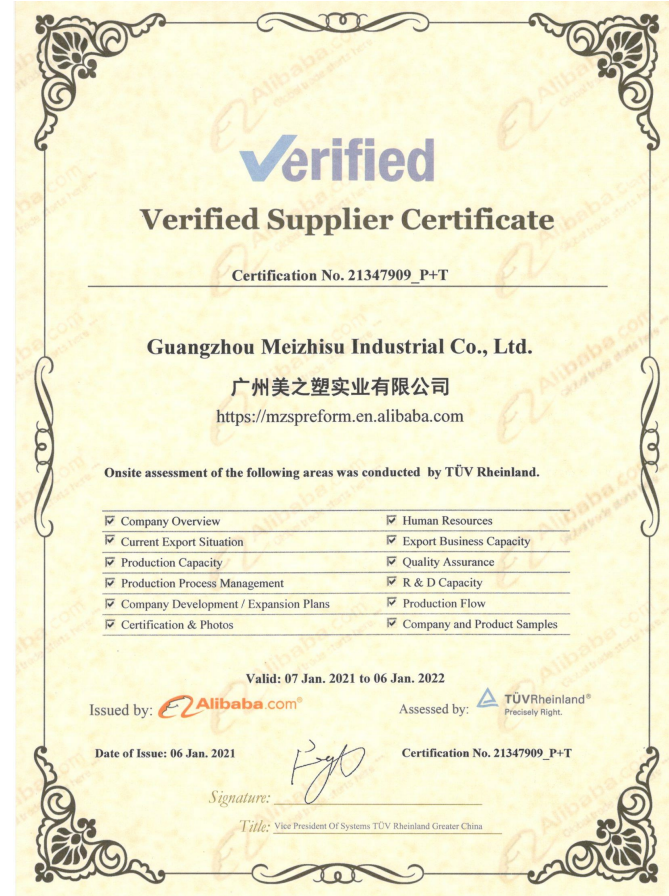 Verified
Verified Supplier Certificate
Certification No. 21347909_P+T
Guangzhou Meizhisu Industrial Co., Ltd.
广州美之塑实业有限公司
https://mzspreform.en.alibaba.com
Onsite assessment of the following areas was conducted by TÜV Rheinland.
Company Overview Human Resources
Current Export Situation Export Business Capacity
Production Capacity Quality Assurance
Production Process Management R & D Capacity
Company Development / Expansion Plans Production Flow
Certification & Photos Company and Product Samples
Valid: 07 Jan. 2021 to 06 Jan. 2022
Issued by: Alibaba.com® Assessed by: TÜVRheinland®
Precisely Right.
Date of Issue: 06 Jan. 2021 Certification No. 21347909_P+T
Signature:
Title: Vice President Of Systems TÜV Rheinland Greater China